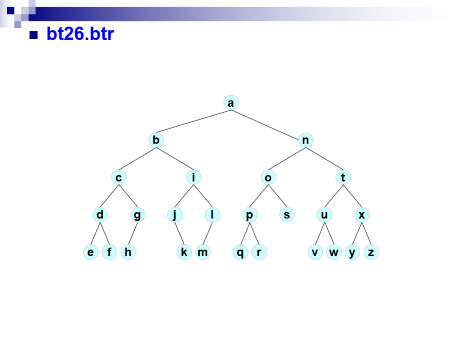 bt26.btr
a
b n
c i o t
d g j l p s u x
e f h k m q r v w y z